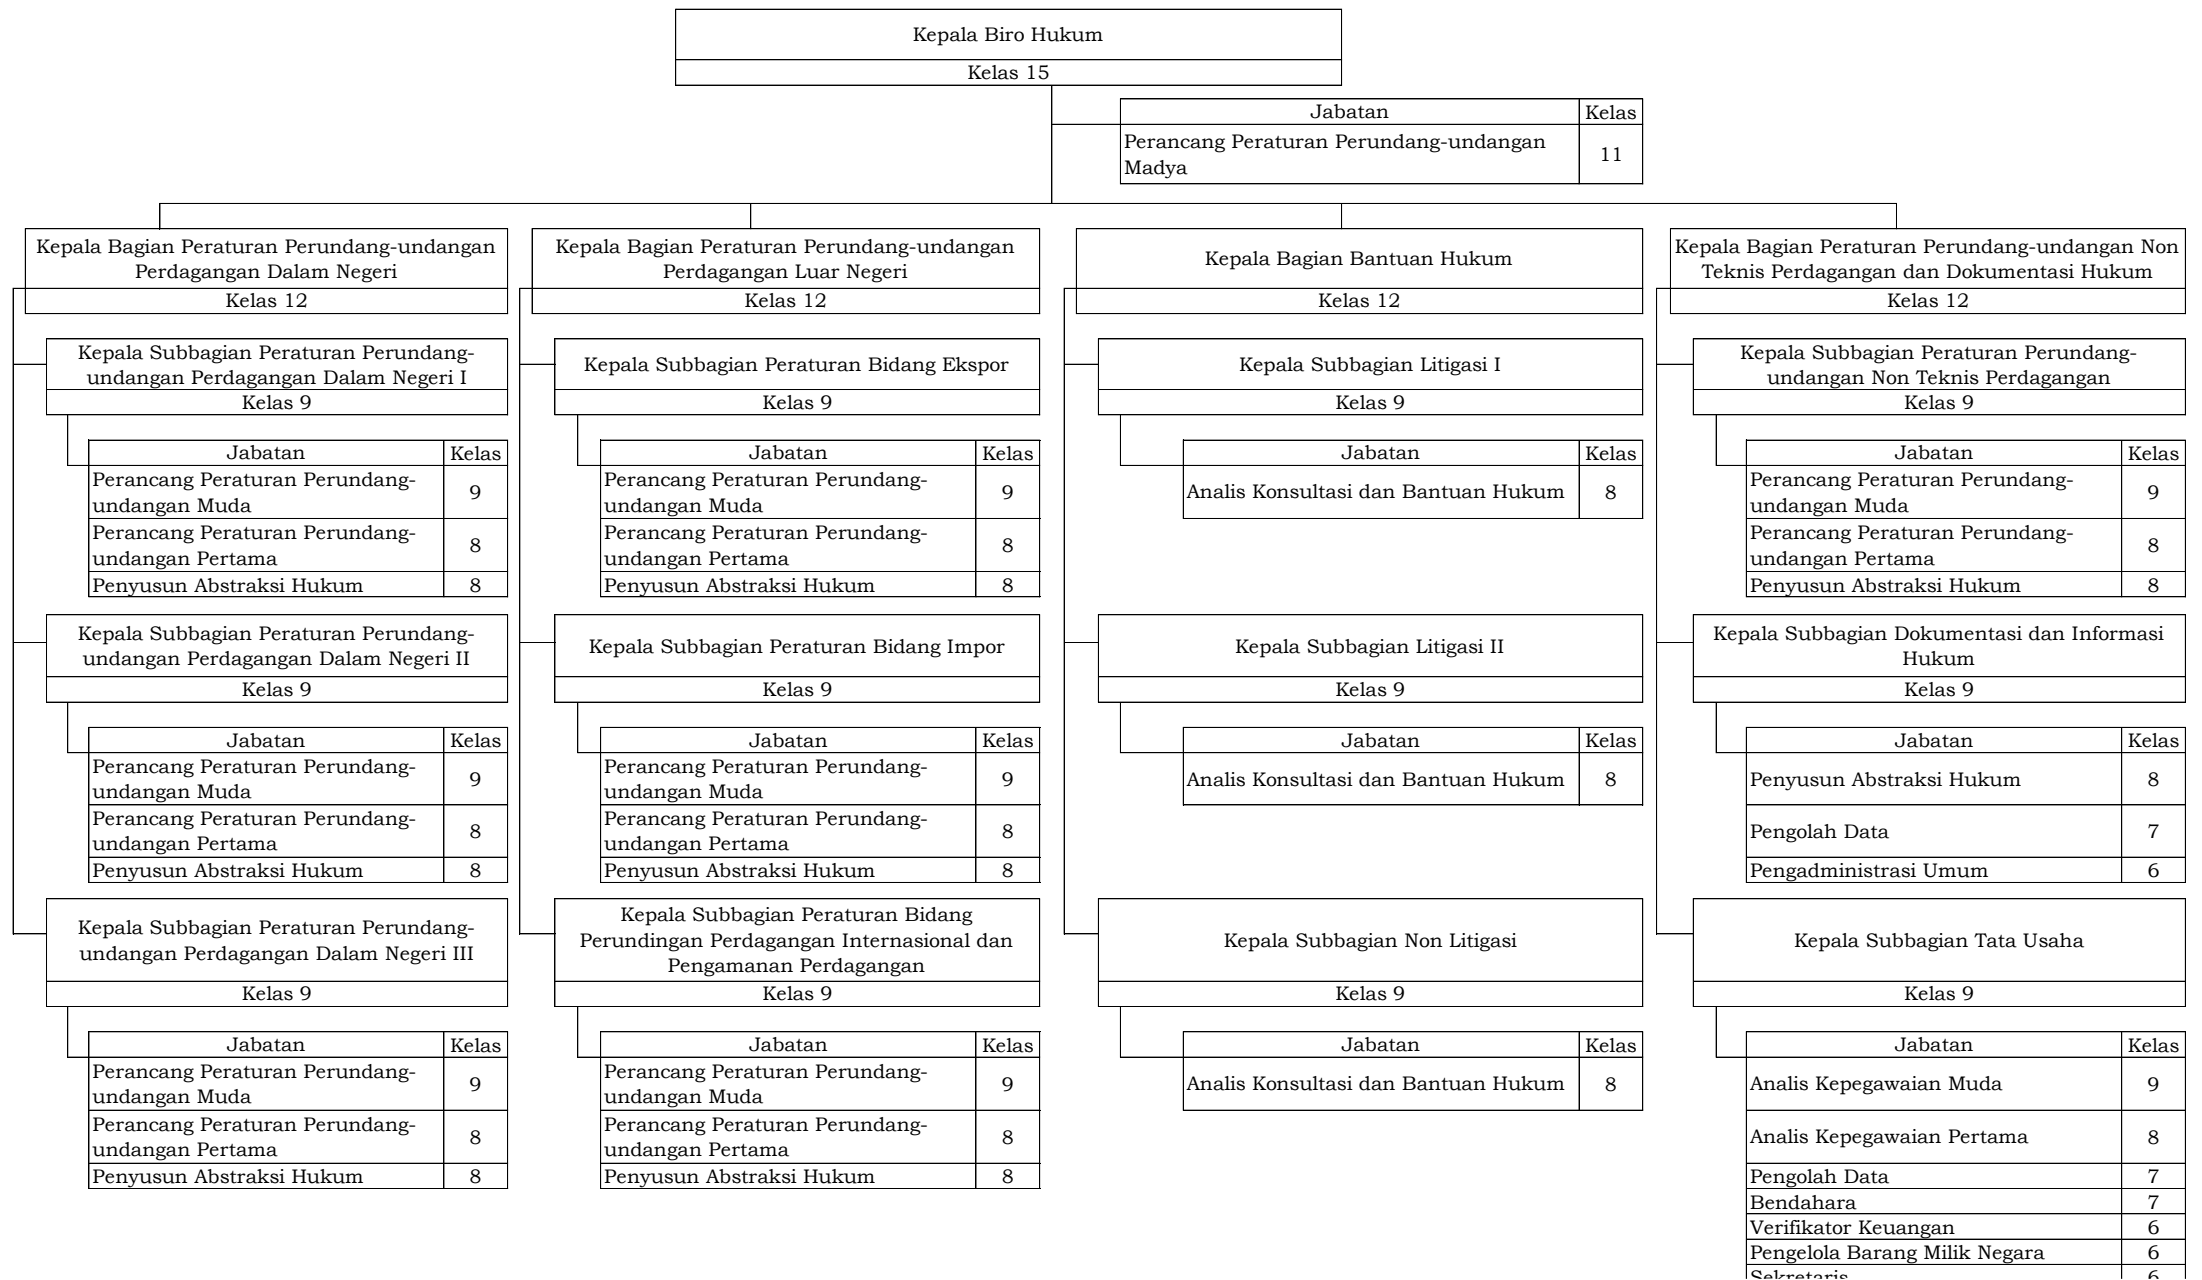 Kepala Biro Hukum
Kelas 15
Jabatan Kelas
Perancang Peraturan Perundang-undangan
Madya
11
Kepala Bagian Peraturan Perundang-undangan
Perdagangan Dalam Negeri
Kelas 12
Kepala Subbagian Peraturan Perundang-
undangan Perdagangan Dalam Negeri I
Kelas 9
Jabatan Kelas
Perancang Peraturan Perundang-
undangan Muda
9
Perancang Peraturan Perundang-
undangan Pertama
8
Penyusun Abstraksi Hukum 8
Kepala Subbagian Peraturan Perundang-
undangan Perdagangan Dalam Negeri II
Kelas 9
Jabatan Kelas
Perancang Peraturan Perundang-
undangan Muda
9
Perancang Peraturan Perundang-
undangan Pertama
8
Penyusun Abstraksi Hukum 8
Kepala Subbagian Peraturan Perundang-
undangan Perdagangan Dalam Negeri III
Kelas 9
Jabatan Kelas
Perancang Peraturan Perundang-
undangan Muda
9
Perancang Peraturan Perundang-
undangan Pertama
8
Penyusun Abstraksi Hukum 8
Kepala Bagian Peraturan Perundang-undangan
Perdagangan Luar Negeri
Kelas 12
Kepala Subbagian Peraturan Bidang Ekspor
Kelas 9
Jabatan Kelas
Perancang Peraturan Perundang-
undangan Muda
9
Perancang Peraturan Perundang-
undangan Pertama
8
Penyusun Abstraksi Hukum 8
Kepala Subbagian Peraturan Bidang Impor
Kelas 9
Jabatan Kelas
Perancang Peraturan Perundang-
undangan Muda
9
Perancang Peraturan Perundang-
undangan Pertama
8
Penyusun Abstraksi Hukum 8
Kepala Subbagian Peraturan Bidang
Perundingan Perdagangan Internasional dan
Pengamanan Perdagangan
Kelas 9
Jabatan Kelas
Perancang Peraturan Perundang-
undangan Muda
9
Perancang Peraturan Perundang-
undangan Pertama
8
Penyusun Abstraksi Hukum 8
Kepala Bagian Bantuan Hukum
Kelas 12
Kepala Subbagian Litigasi I
Kelas 9
Jabatan Kelas
Analis Konsultasi dan Bantuan Hukum 8
Kepala Subbagian Litigasi II
Kelas 9
Jabatan Kelas
Analis Konsultasi dan Bantuan Hukum 8
Kepala Subbagian Non Litigasi
Kelas 9
Jabatan Kelas
Analis Konsultasi dan Bantuan Hukum 8
Kepala Bagian Peraturan Perundang-undangan Non
Teknis Perdagangan dan Dokumentasi Hukum
Kelas 12
Kepala Subbagian Peraturan Perundang-
undangan Non Teknis Perdagangan
Kelas 9
Jabatan Kelas
Perancang Peraturan Perundang-
undangan Muda
9
Perancang Peraturan Perundang-
undangan Pertama
8
Penyusun Abstraksi Hukum 8
Kepala Subbagian Dokumentasi dan Informasi
Hukum
Kelas 9
Jabatan Kelas
Penyusun Abstraksi Hukum 8
Pengolah Data 7
Pengadministrasi Umum 6
Kepala Subbagian Tata Usaha
Kelas 9
Jabatan Kelas
Analis Kepegawaian Muda 9
Analis Kepegawaian Pertama 8
Pengolah Data 7
Bendahara 7
Verifikator Keuangan 6
Pengelola Barang Milik Negara 6
Sekretaris 6